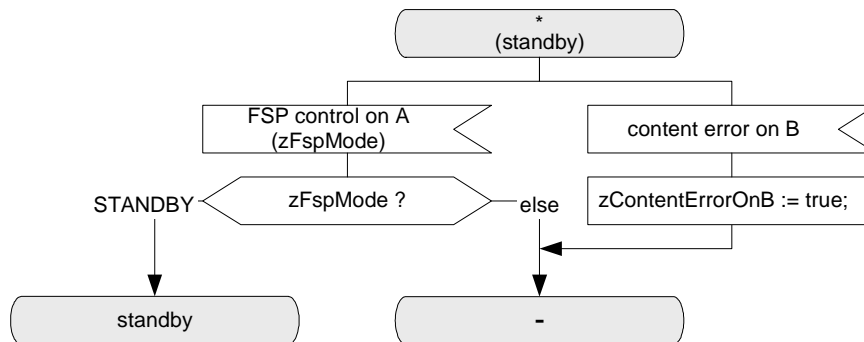 *
(standby)
FSP control on A
(zFspMode)
content error on B
STANDBY
zFspMode ?
else
zContentErrorOnB := true;
standby
-